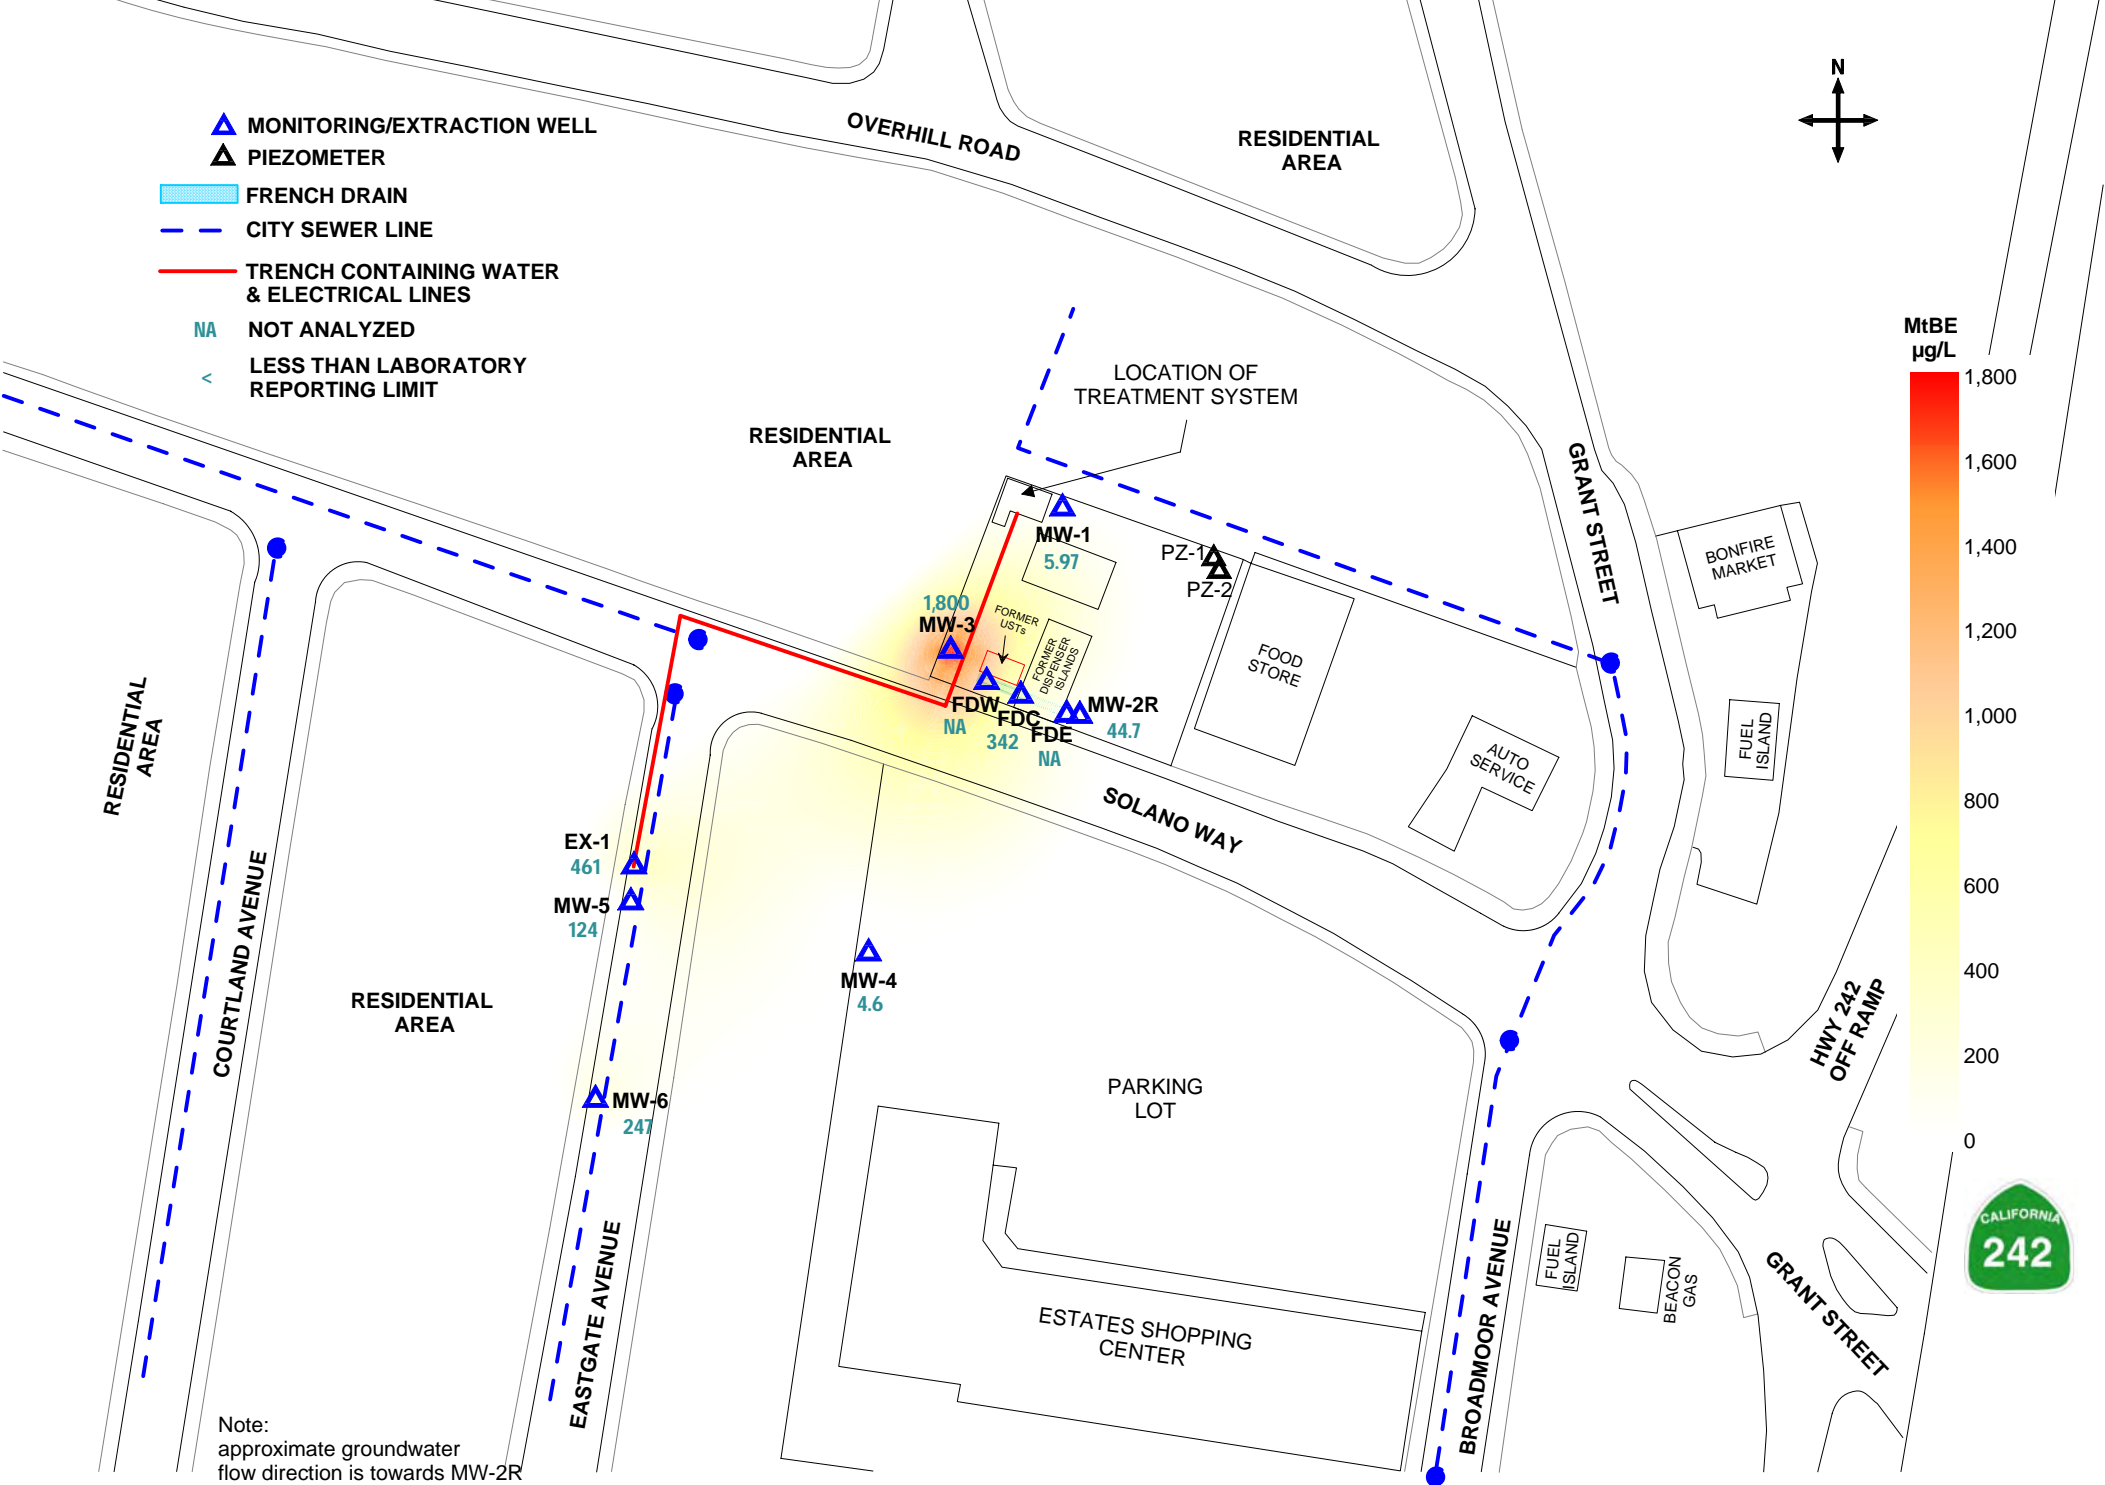 N
MONITORING/EXTRACTION WELL
PIEZOMETER
FRENCH DRAIN
CITY SEWER LINE
TRENCH CONTAINING WATER
& ELECTRICAL LINES
NA NOT ANALYZED
< LESS THAN LABORATORY
REPORTING LIMIT
OVERHILL ROAD
RESIDENTIAL
AREA
MtBE
µg/L
1,800
1,600
1,400
1,200
1,000
800
600
400
200
0
LOCATION OF
TREATMENT SYSTEM
RESIDENTIAL
AREA
GRANT STREET
BONFIRE
MARKET
MW-1
5.97
PZ-1
PZ-2
1,800
MW-3
FORMER
USTs
FORMER
DISPENSER
ISLANDS
FOOD
STORE
FDW
NA
FDC
342
FDE
NA
MW-2R
44.7
FUEL
ISLAND
AUTO
SERVICE
RESIDENTIAL
AREA
SOLANO WAY
EX-1
461
MW-5
124
MW-4
4.6
COURTLAND AVENUE
RESIDENTIAL
AREA
HWY 242
OFF RAMP
MW-6
247
PARKING
LOT
CALIFORNIA
242
EASTGATE AVENUE
ESTATES SHOPPING
CENTER
BROADMOOR AVENUE
FUEL
ISLAND
BEACON
GAS
GRANT STREET
Note:
approximate groundwater
flow direction is towards MW-2R